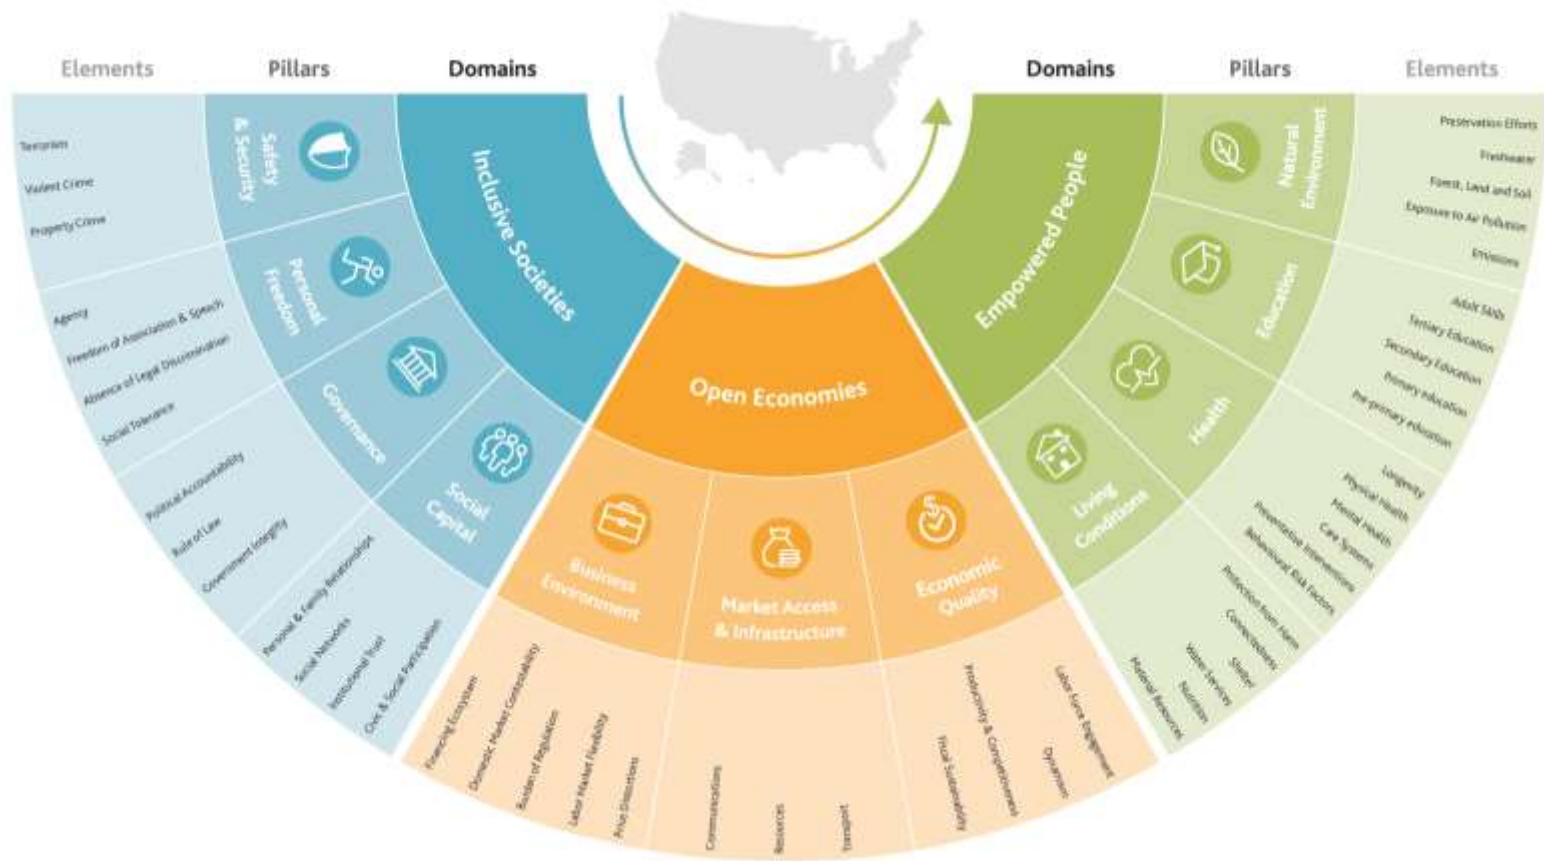 Elements
Pillars
Domains
Domains
Pillars
Elements
Inclusive Societies
Safety
& Security
Terrorism
Violent Crime
Property Crime
Personal
Freedom
Agency
Freedom of Association & Speech
Absence of Legal Discrimination
Social Tolerance
Governance
Political Accountability
Rule of Law
Government Integrity
Social
Capital
Personal & Family Relationships
Social Networks
Institutional Trust
Civic & Social Participation
Open Economies
Business
Environment
Financing Ecosystem
Domestic Market Contestability
Burden of Regulation
Labor Market Flexibility
Price Distortions
Market Access
& Infrastructure
Communications
Resources
Transport
Economic
Quality
Fiscal Sustainability
Productivity & Competitiveness
Dynamism
Labor Force Engagement
Empowered People
Living
Conditions
Material Resources
Nutrition
Water Services
Shelter
Connectedness
Protection from Harm
Health
Behavioural Risk Factors
Preventive Interventions
Care Systems
Mental Health
Physical Health
Longevity
Education
Pre-primary education
Primary education
Secondary Education
Tertiary Education
Adult Skills
Natural
Environment
Emissions
Exposure to Air Pollution
Forest, Land and Soil
Freshwater
Preservation Efforts